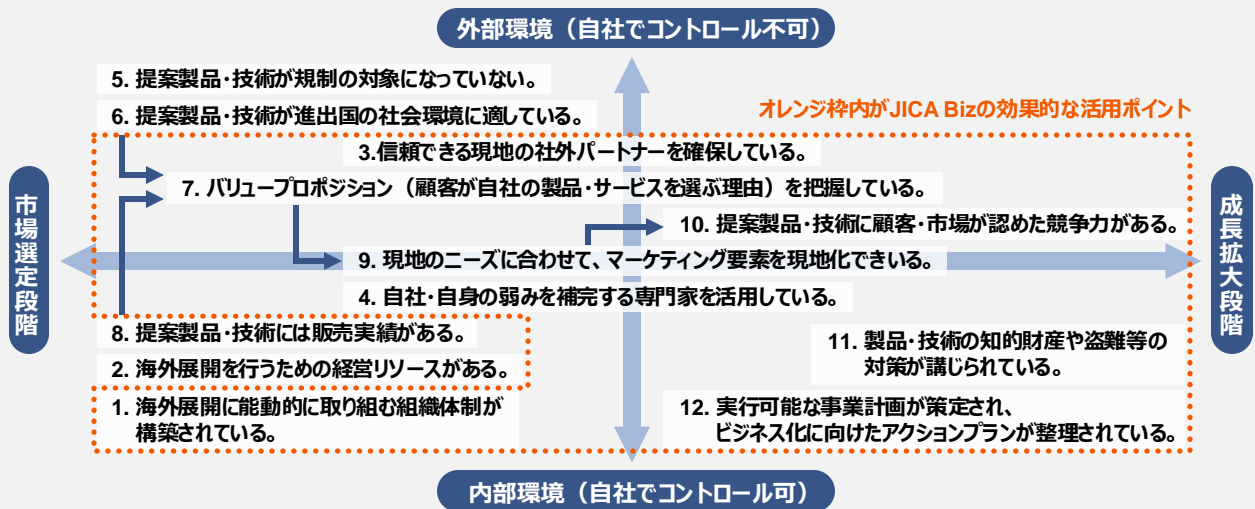 外部環境（自社でコントロール不可）
5. 提案製品・技術が規制の対象になっていない。
6. 提案製品・技術が進出国の社会環境に適している。
オレンジ枠内がJICA Bizの効果的な活用ポイント
3.信頼できる現地の社外パートナーを確保している。
7. バリュープロポジション（顧客が自社の製品・サービスを選ぶ理由）を把握している。
市場選定段階
成長拡大段階
10. 提案製品・技術に顧客・市場が認めた競争力がある。
9. 現地のニーズに合わせて、マーケティング要素を現地化できいる。
4. 自社・自身の弱みを補完する専門家を活用している。
8. 提案製品・技術には販売実績がある。
2. 海外展開を行うための経営リソースがある。
11. 製品・技術の知的財産や盗難等の
対策が講じられている。
1. 海外展開に能動的に取り組む組織体制が
構築されている。
12. 実行可能な事業計画が策定され、
ビジネス化に向けたアクションプランが整理されている。
内部環境（自社でコントロール可）